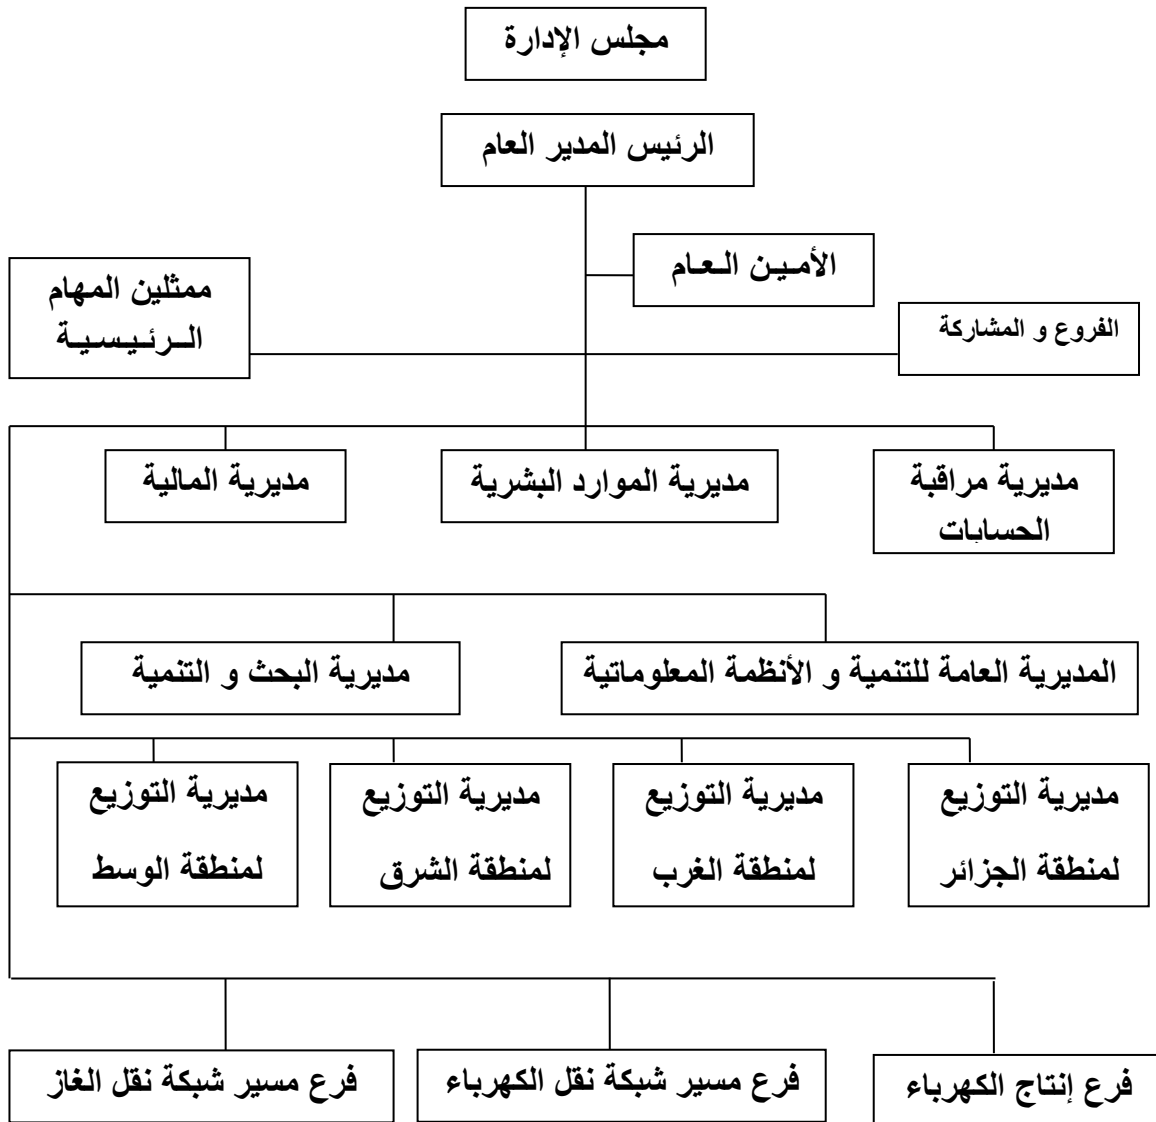 مجلس الإدارة
الرئيس المدير العام
الأمـيـن الـعـام
ممثلين المهام
الــرئـيـسـيـة
الفروع و المشاركة
مديرية مراقبة
الحسابات
مديرية الموارد البشرية
مديرية المالية
المديرية العامة للتنمية و الأنظمة المعلوماتية
مديرية البحث و التنمية
مديرية التوزيع
لمنطقة الجزائر
مديرية التوزيع
لمنطقة الغرب
مديرية التوزيع
لمنطقة الشرق
مديرية التوزيع
لمنطقة الوسط
فرع إنتاج الكهرباء
فرع مسير شبكة نقل الكهرباء
فرع مسير شبكة نقل الغاز